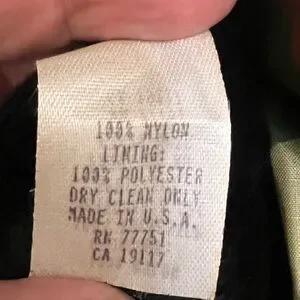 100% NYLON
LINING:
100% POLYESTER
DRY CLEAN ONLY
MADE IN U.S.A.
RN 77751
CA 19117